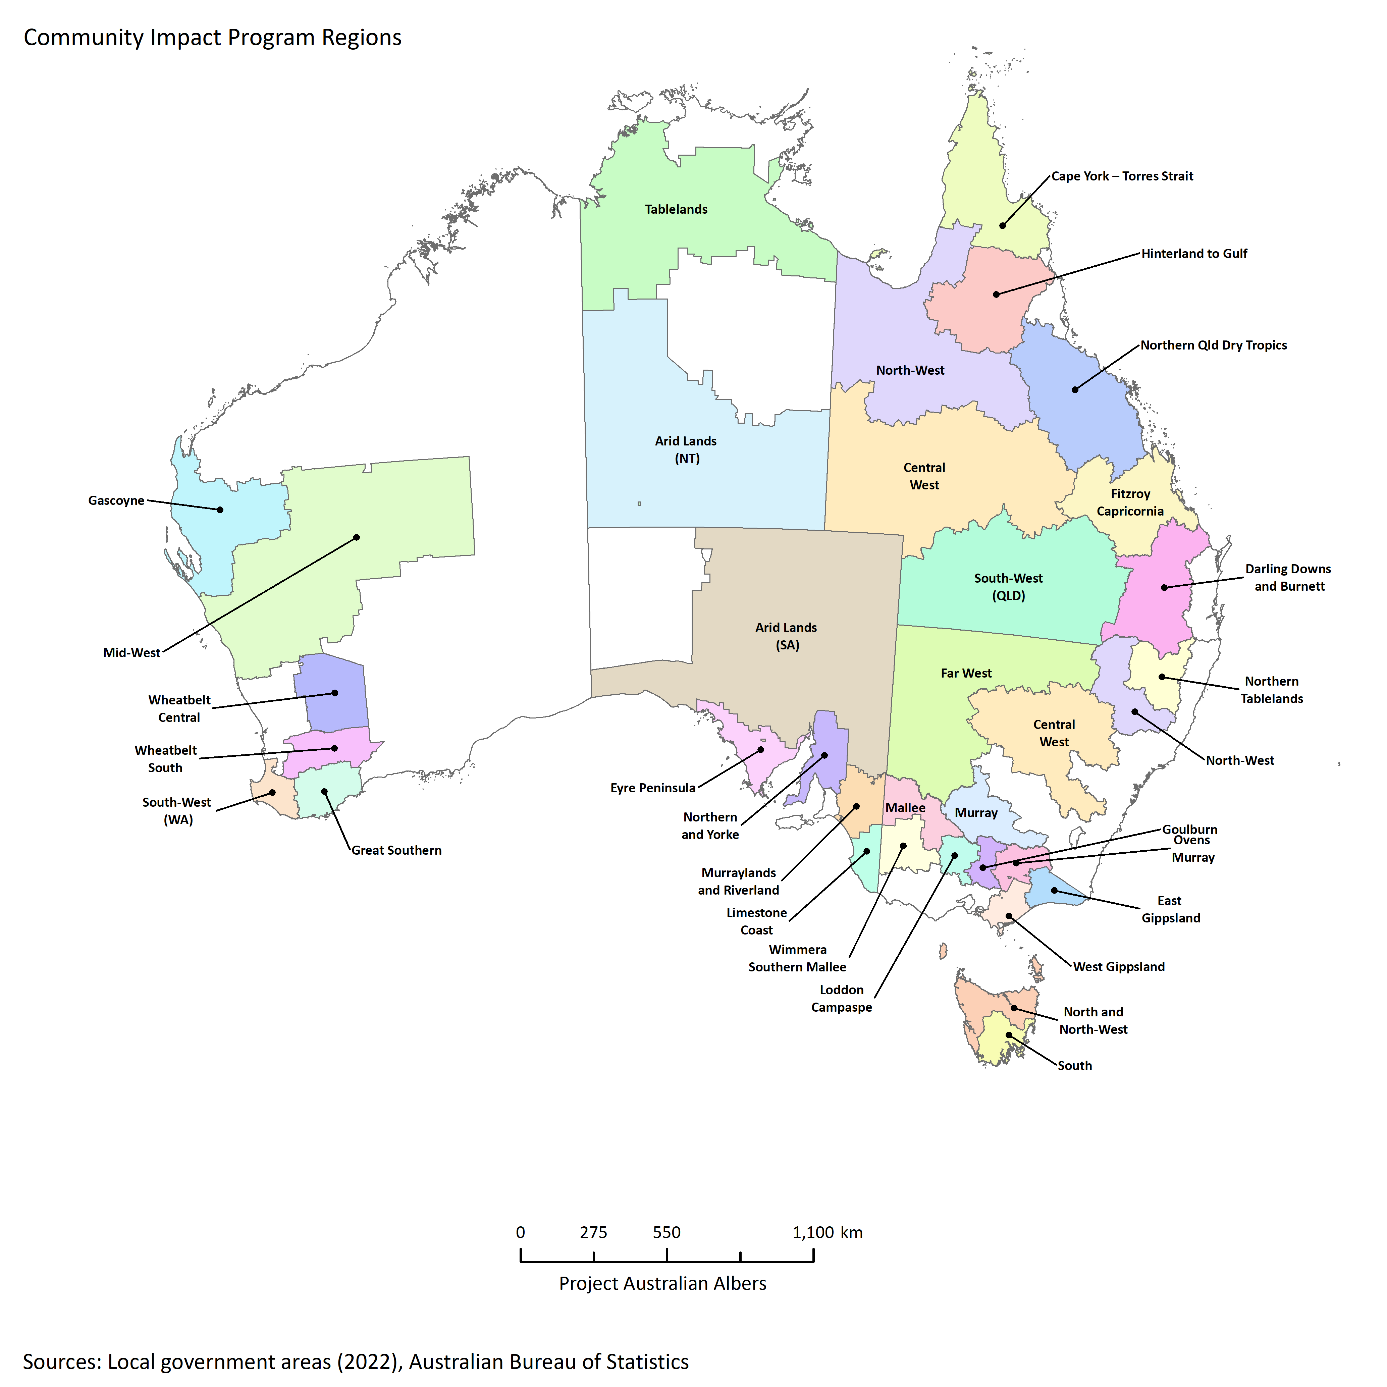 Community Impact Program Regions
Cape York – Torres Strait
Tablelands
Hinterland to Gulf
Northern Qld Dry Tropics
North-West
Arid Lands
(NT)
Central
West
Fitzroy
Capricornia
Gascoyne
Darling Downs
and Burnett
South-West
(QLD)
Arid Lands
(SA)
Mid-West
Far West
Northern
Tablelands
Wheatbelt
Central
Central
West
Wheatbelt
South
North-West
Eyre Peninsula
South-West
(WA)
Mallee
Murray
Northern
and Yorke
Goulburn
Ovens
Murray
Great Southern
Murraylands
and Riverland
East
Gippsland
Limestone
Coast
Wimmera
Southern Mallee
West Gippsland
Loddon
Campaspe
North and
North-West
South
0 275 550 1,100 km
Project Australian Albers
Sources: Local government areas (2022), Australian Bureau of Statistics